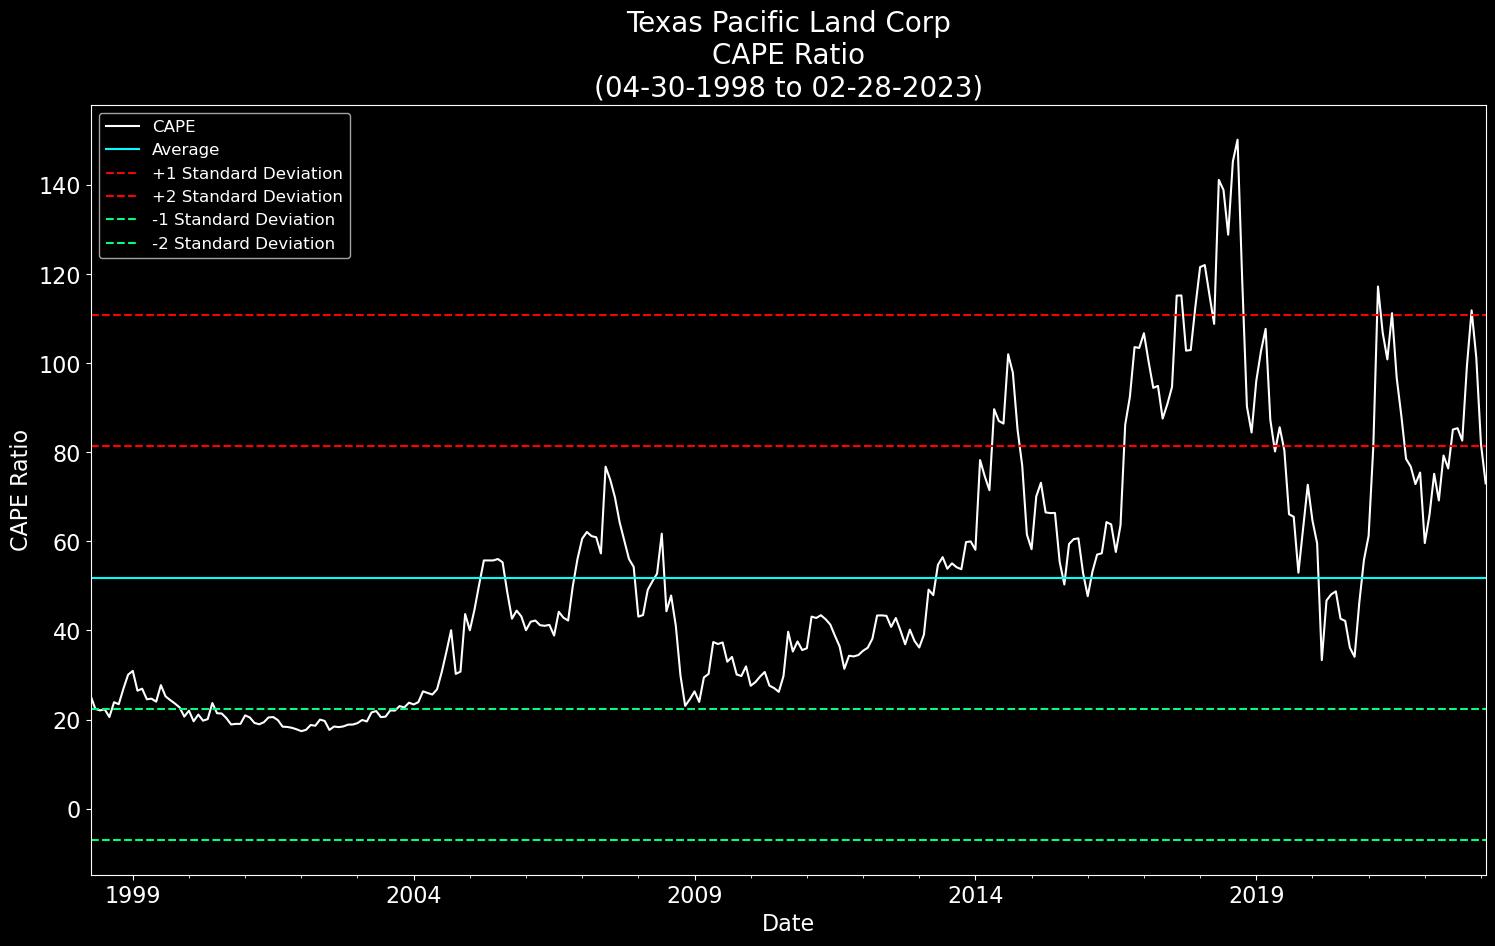 Texas Pacific Land Corp
CAPE Ratio
(04-30-1998 to 02-28-2023)
CAPE
Average
+1 Standard Deviation
+2 Standard Deviation
-1 Standard Deviation
-2 Standard Deviation
140
120
100
80
60
40
20
0
CAPE Ratio
1999 2004 2009 2014 2019
Date